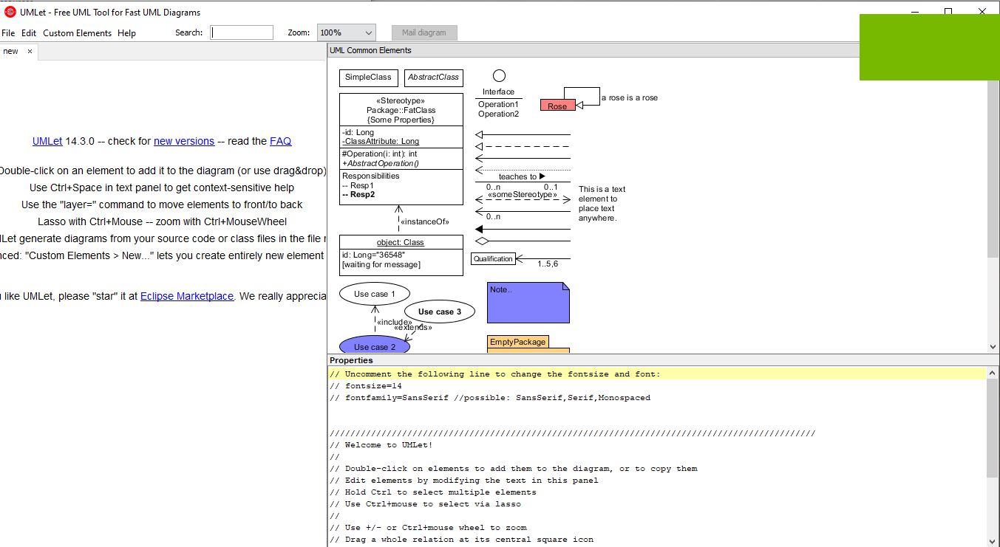 UMLet - Free UML Tool for Fast UML Diagrams
File Edit Custom Elements Help Search: Zoom: 100% Mail diagram
new ×
UMLet 14.3.0 -- check for new versions -- read the FAQ
Double-click on an element to add it to the diagram (or use drag&drop)
Use Ctrl+Space in text panel to get context-sensitive help
Use the "layer=" command to move elements to front/to back
Lasso with Ctrl+Mouse -- zoom with Ctrl+MouseWheel
Let generate diagrams from your source code or class files in the file
"Custom Elements > New..." lets you create entirely new element
like UMLet, please "star" it at Eclipse Marketplace. We really
UML Common Elements
SimpleClass
AbstractClass
«Stereotype»
Package::FatClass
{Some Properties}
-id: Long
-ClassAttribute: Long
#Operation(i: int): int
+AbstractOperation()
Responsibilities
-- Resp1
-- Resp2
«instanceOf»
object: Class
id: Long="36548"
[waiting for message]
Use case 1
Use case 3
«include»
«extends»
Use case 2
Interface
Operation1
Operation2
Rose
a rose is a rose
teaches to
0..n 0..1
«someStereotype»
0..n
Qualification
1..5,6
This is a text
element to
place text
anywhere.
Note..
EmptyPackage
Properties
// Uncomment the following line to change the fontsize and font:
// fontsize=14
// fontfamily=SansSerif //possible: SansSerif,Serif,Monospaced
//////////////////////////////////////////////////////////////////////////////////////////////
// Welcome to UMLet!
//
// Double-click on elements to add them to the diagram, or to copy them
// Edit elements by modifying the text in this panel
// Hold Ctrl to select multiple elements
// Use Ctrl+mouse to select via lasso
//
// Use +/- or Ctrl+mouse wheel to zoom
// Drag a whole relation at its central square icon